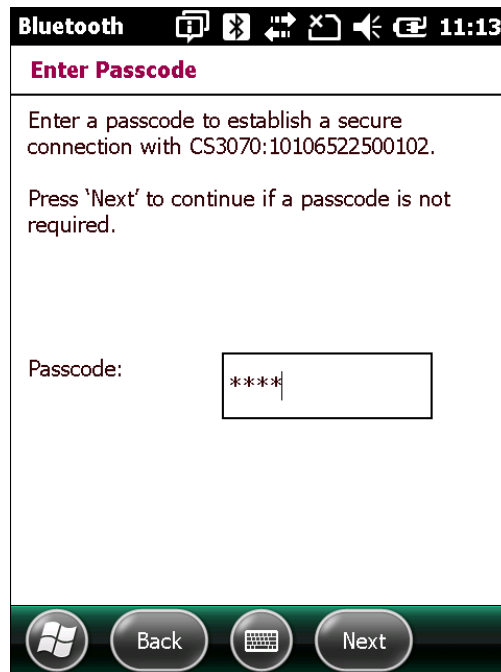 Bluetooth 11:13
Enter Passcode
Enter a passcode to establish a secure
connection with CS3070:10106522500102.
Press ‘Next’ to continue if a passcode is not
required.
Passcode: ****
Back Next